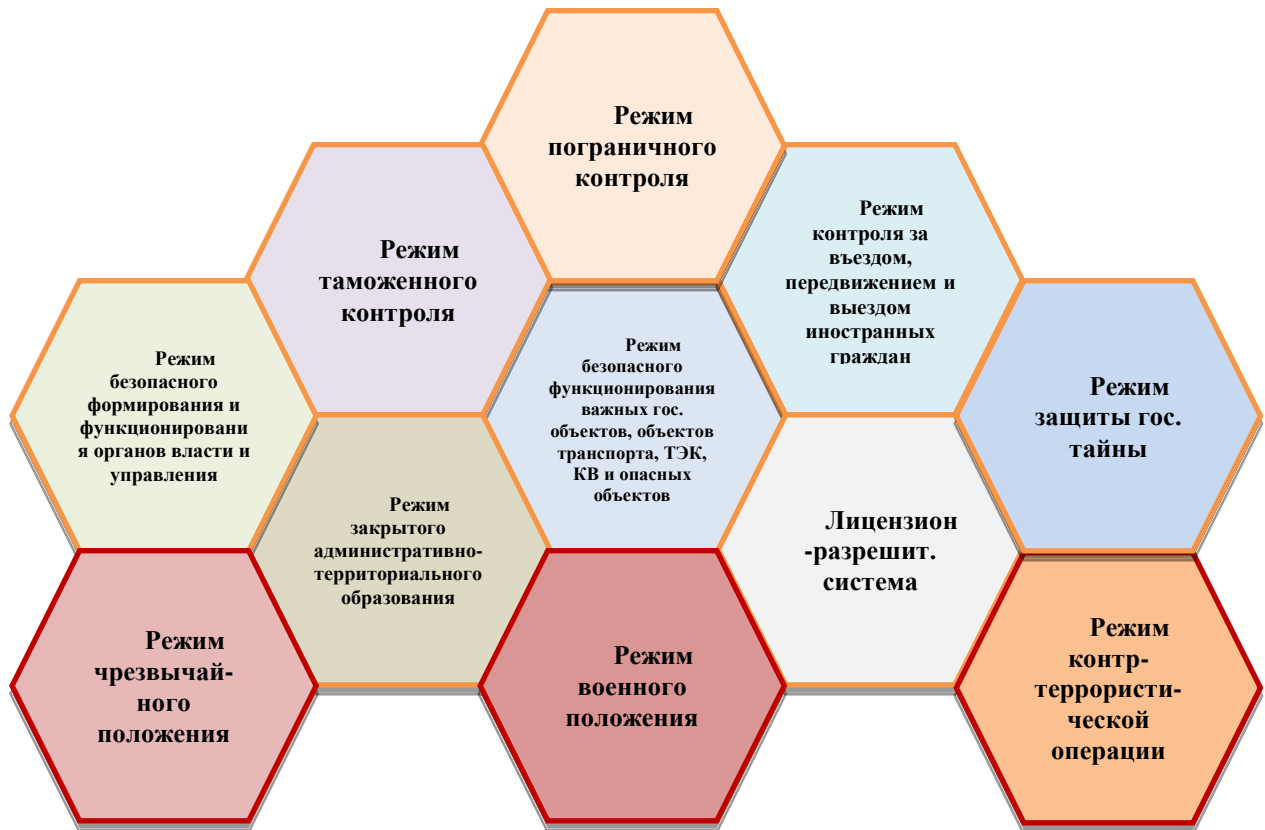 Режим
пограничного
контроля
Режим
таможенного
контроля
Режим
контроля за
въездом,
передвижением и
выездом
иностранных
граждан
Режим
безопасного
формирования и
функционировани
я органов власти и
управления
Режим
безопасного
функционирования
важных гос.
объектов, объектов
транспорта, ТЭК,
КВ и опасных
объектов
Режим
защиты гос.
тайны
Режим
закрытого
административно-
территориального
образования
Лицензион
-разрешит.
система
Режим
чрезвычай-
ного
положения
Режим
военного
положения
Режим
контр-
террористи-
ческой
операции